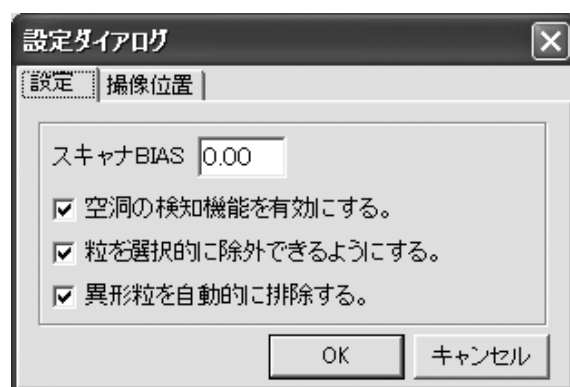 設定ダイアログ
設定 撮像位置
スキャナBIAS 0.00
空洞の検知機能を有効にする。
粒を選択的に除外できるようにする。
異形粒を自動的に排除する。
OK キャンセル